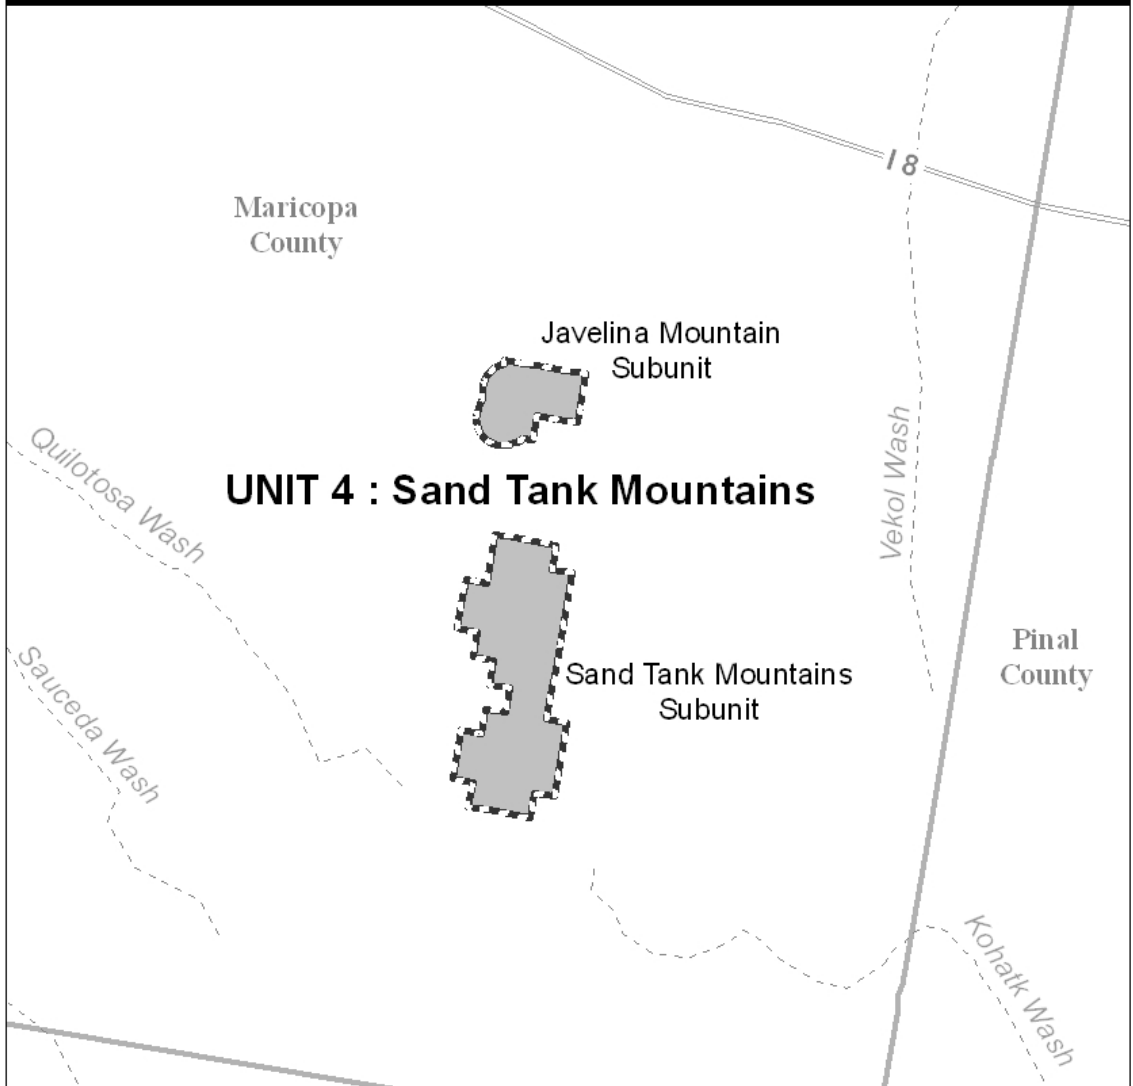 I 8
Maricopa
County
Javelina Mountain
Subunit
Quilotosa Wash
UNIT 4 : Sand Tank Mountains
Vekol Wash
Sand Tank Mountains
Subunit
Pinal
County
Sauceda Wash
Kohatk Wash